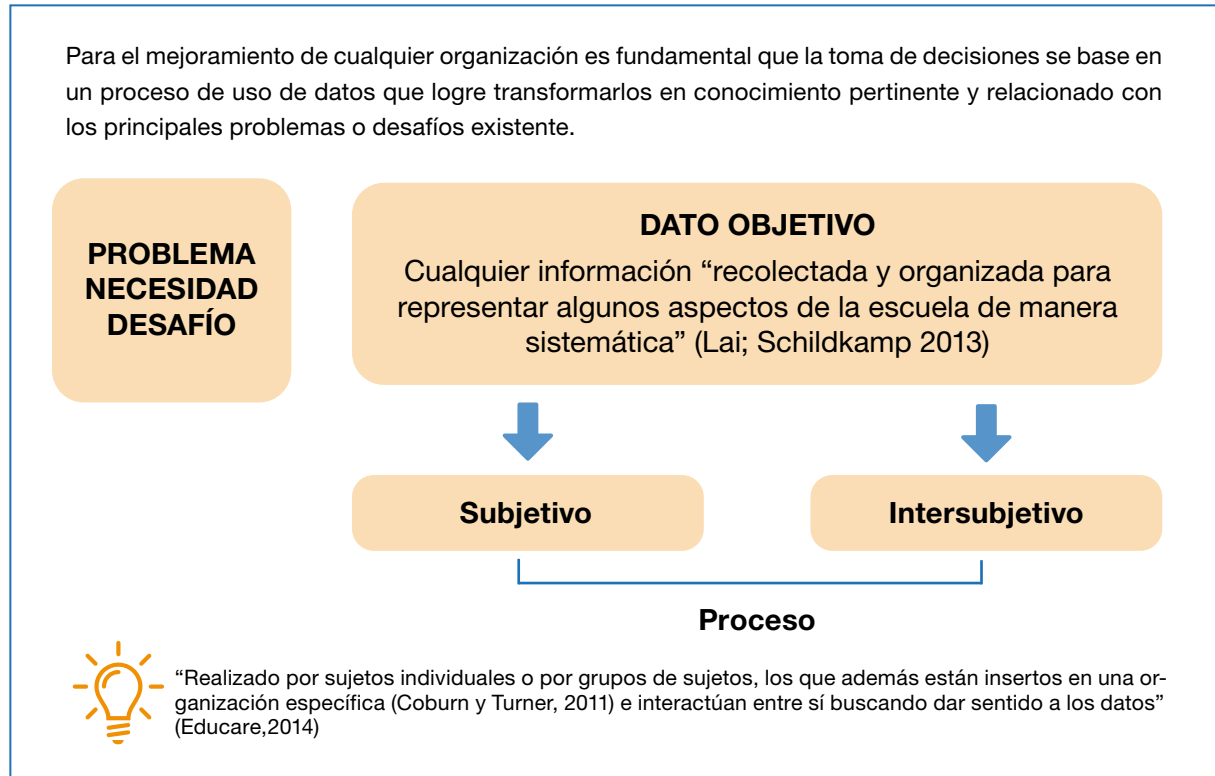 Para el mejoramiento de cualquier organización es fundamental que la toma de decisiones se base en
un proceso de uso de datos que logre transformarlos en conocimiento pertinente y relacionado con
los principales problemas o desafíos existente.
PROBLEMA
NECESIDAD
DESAFÍO
DATO OBJETIVO
Cualquier información “recolectada y organizada para
representar algunos aspectos de la escuela de manera
sistemática” (Lai; Schildkamp 2013)
Subjetivo
Intersubjetivo
Proceso
“Realizado por sujetos individuales o por grupos de sujetos, los que además están insertos en una or-
ganización específica (Coburn y Turner, 2011) e interactúan entre sí buscando dar sentido a los datos”
(Educare,2014)